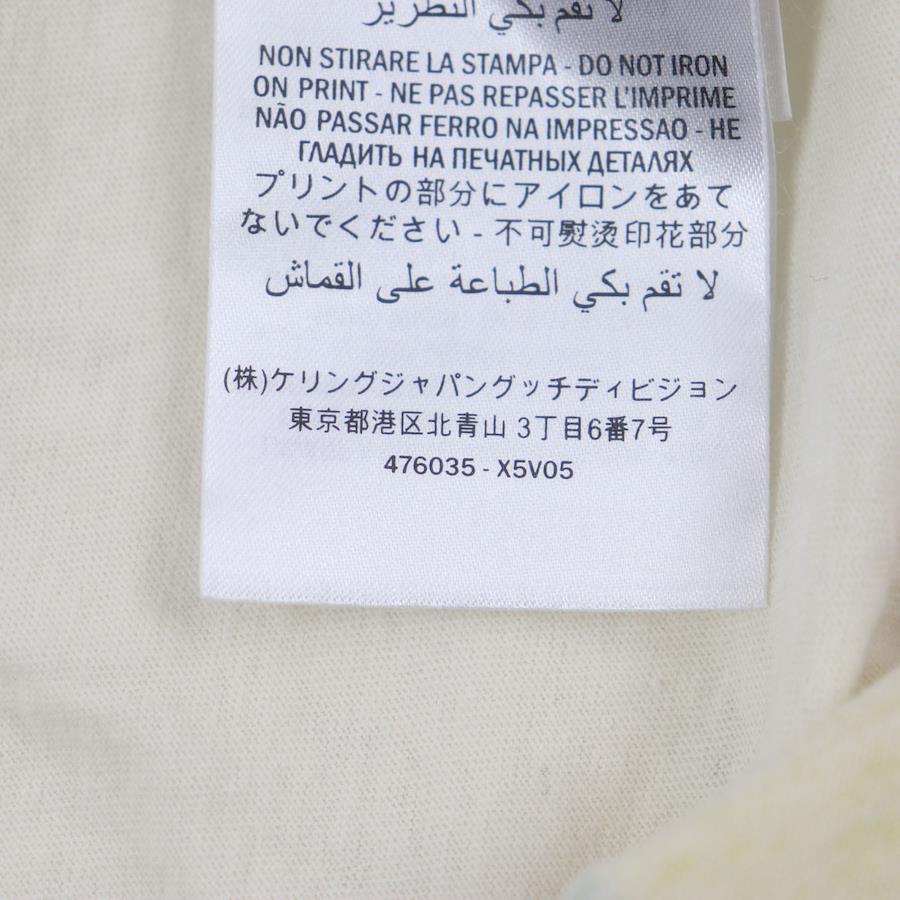 لا تقم بكي التطريز
NON STIRARE LA STAMPA - DO NOT IRON
ON PRINT - NE PAS REPASSER L'IMPRIME
NÃO PASSAR FERRO NA IMPRESSAO - НЕ
ГЛАДИТЬ НА ПЕЧАТНЫХ ДЕТАЛЯХ
プリントの部分にアイロンをあて
ないでください - 不可熨烫印花部分
لا تقم بكي الطباعة على القماش
(株)ケリングジャパングッチディビジョン
東京都港区北青山 3丁目6番7号
476035 - X5V05